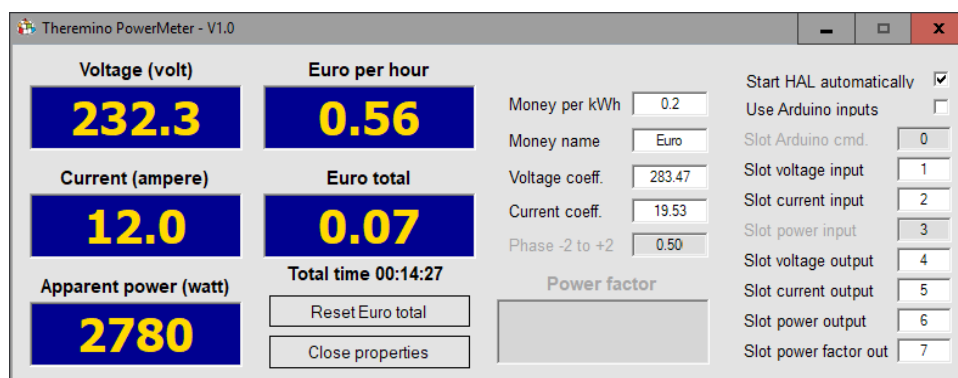 Theremino PowerMeter - V1.0
Voltage (volt)
232.3
Current (ampere)
12.0
Apparent power (watt)
2780
Euro per hour
0.56
Euro total
0.07
Total time 00:14:27
Reset Euro total
Close properties
Money per kWh 0.2
Money name Euro
Voltage coeff. 283.47
Current coeff. 19.53
Phase -2 to +2 0.50
Power factor
Start HAL automatically
Use Arduino inputs
Slot Arduino cmd. 0
Slot voltage input 1
Slot current input 2
Slot power input 3
Slot voltage output 4
Slot current output 5
Slot power output 6
Slot power factor out 7